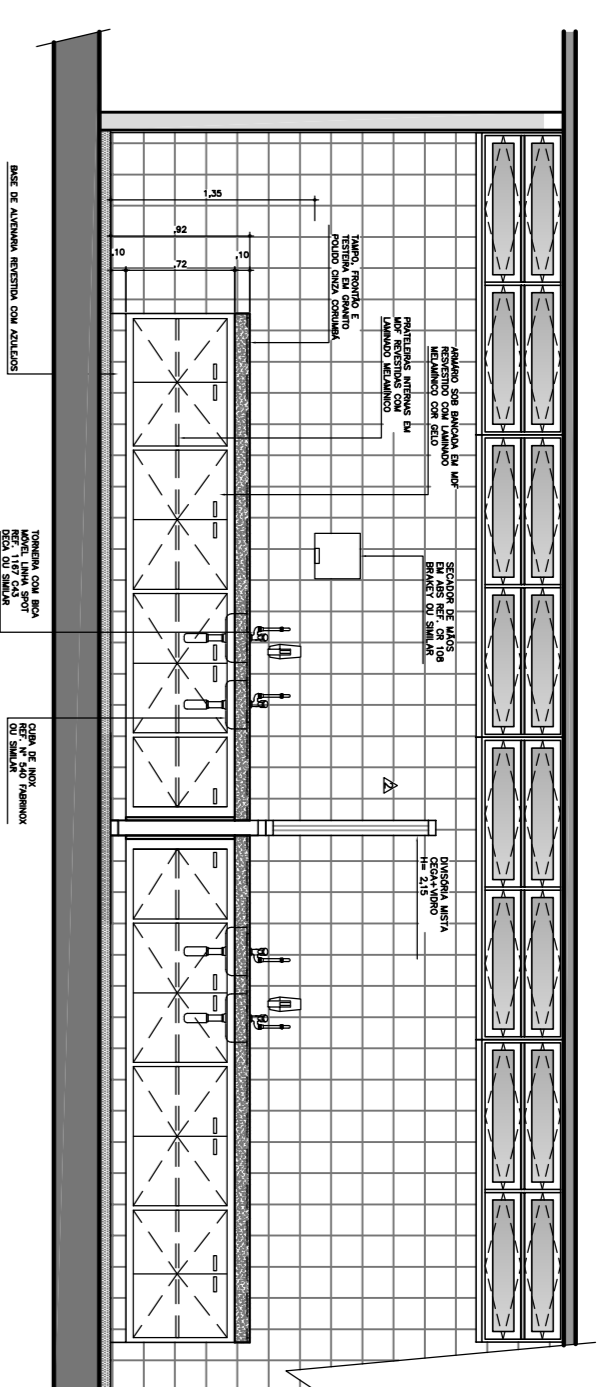 ARMÁRIO SOB BANCADA EM MDF
RESVESTIDO COM LAMINADO
MELAMÍNICO COR GELO
PRATELEIRAS INTERNAS EM
MDF REVESTIDAS COM
LAMINADO MELAMÍNICO
TAMPO, FRONTÃO E
TESTEIRA EM GRANITO
POLIDO CINZA CORUMBÁ
SECADOR DE MÃOS
EM ABS REF. CR 108
BRAKEY OU SIMILAR
DIVISÓRIA MISTA
CEGA+VIDRO
H= 2,15
2
1,35
,92
,10
,72
,10
BASE DE ALVENARIA REVESTIDA COM AZULEJOS
TORNEIRA COM BICA
MÓVEL LINHA SPOT
REF. 1167 C43
DECA OU SIMILAR
CUBA DE INOX
REF. Nº 540 FABRINOX
OU SIMILAR